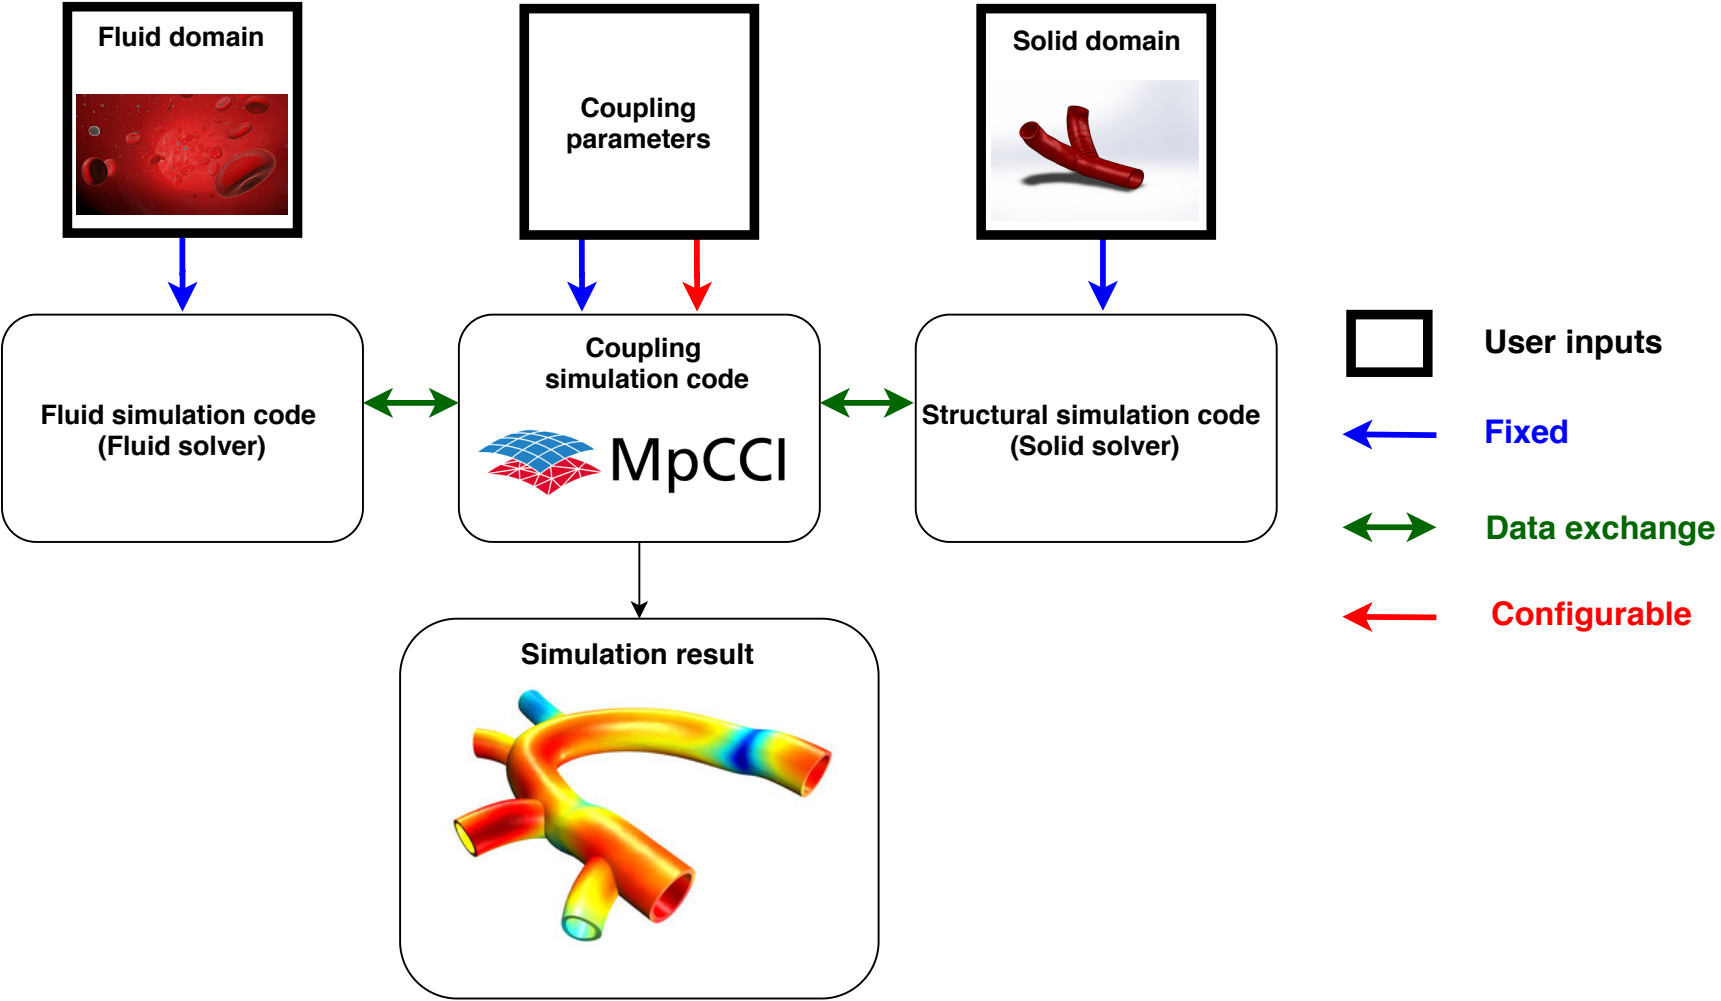 Fluid domain
Coupling
parameters
Solid domain
Fluid simulation code
(Fluid solver)
Coupling
simulation code
MpCCI
Structural simulation code
(Solid solver)
Simulation result
User inputs
Fixed
Data exchange
Configurable